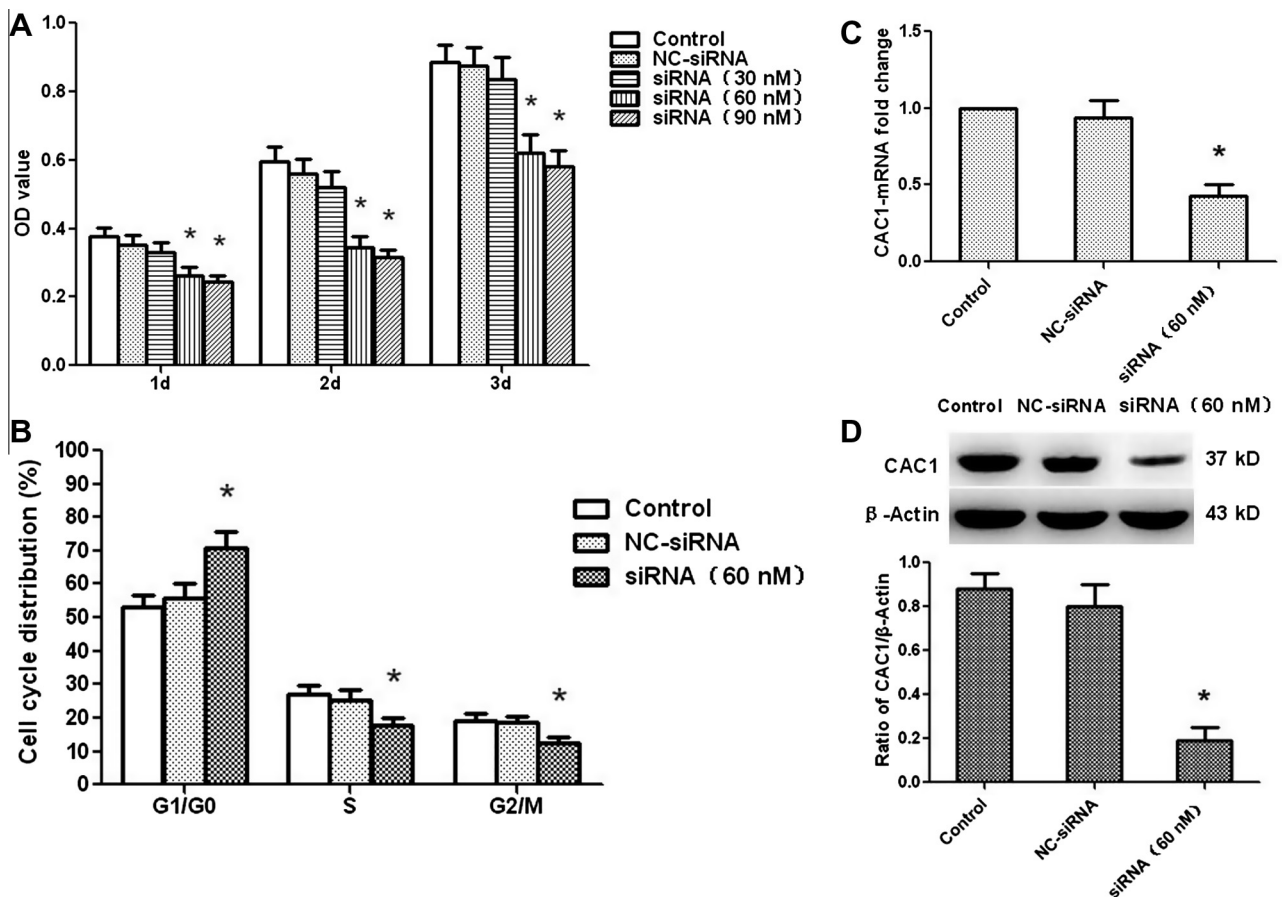 A
1.0
0.8
0.6
0.4
0.2
0.0
OD value
* * * * * *
1d 2d 3d
Control
NC-siRNA
siRNA (30 nM)
siRNA (60 nM)
siRNA (90 nM)
B
100
90
80
70
60
50
40
30
20
10
0
Cell cycle distribution (%)
* * *
G1/G0 S G2/M
Control
NC-siRNA
siRNA (60 nM)
C
1.5
1.0
0.5
0.0
CAC1-mRNA fold change
*
Control
NC-siRNA
siRNA (60 nM)
D
Control NC-siRNA siRNA (60 nM)
CAC1 37 kD
β-Actin 43 kD
0.8
0.6
0.4
0.2
0.0
1.0
Ratio of CAC1/β-Actin
*
Control
NC-siRNA
siRNA (60 nM)